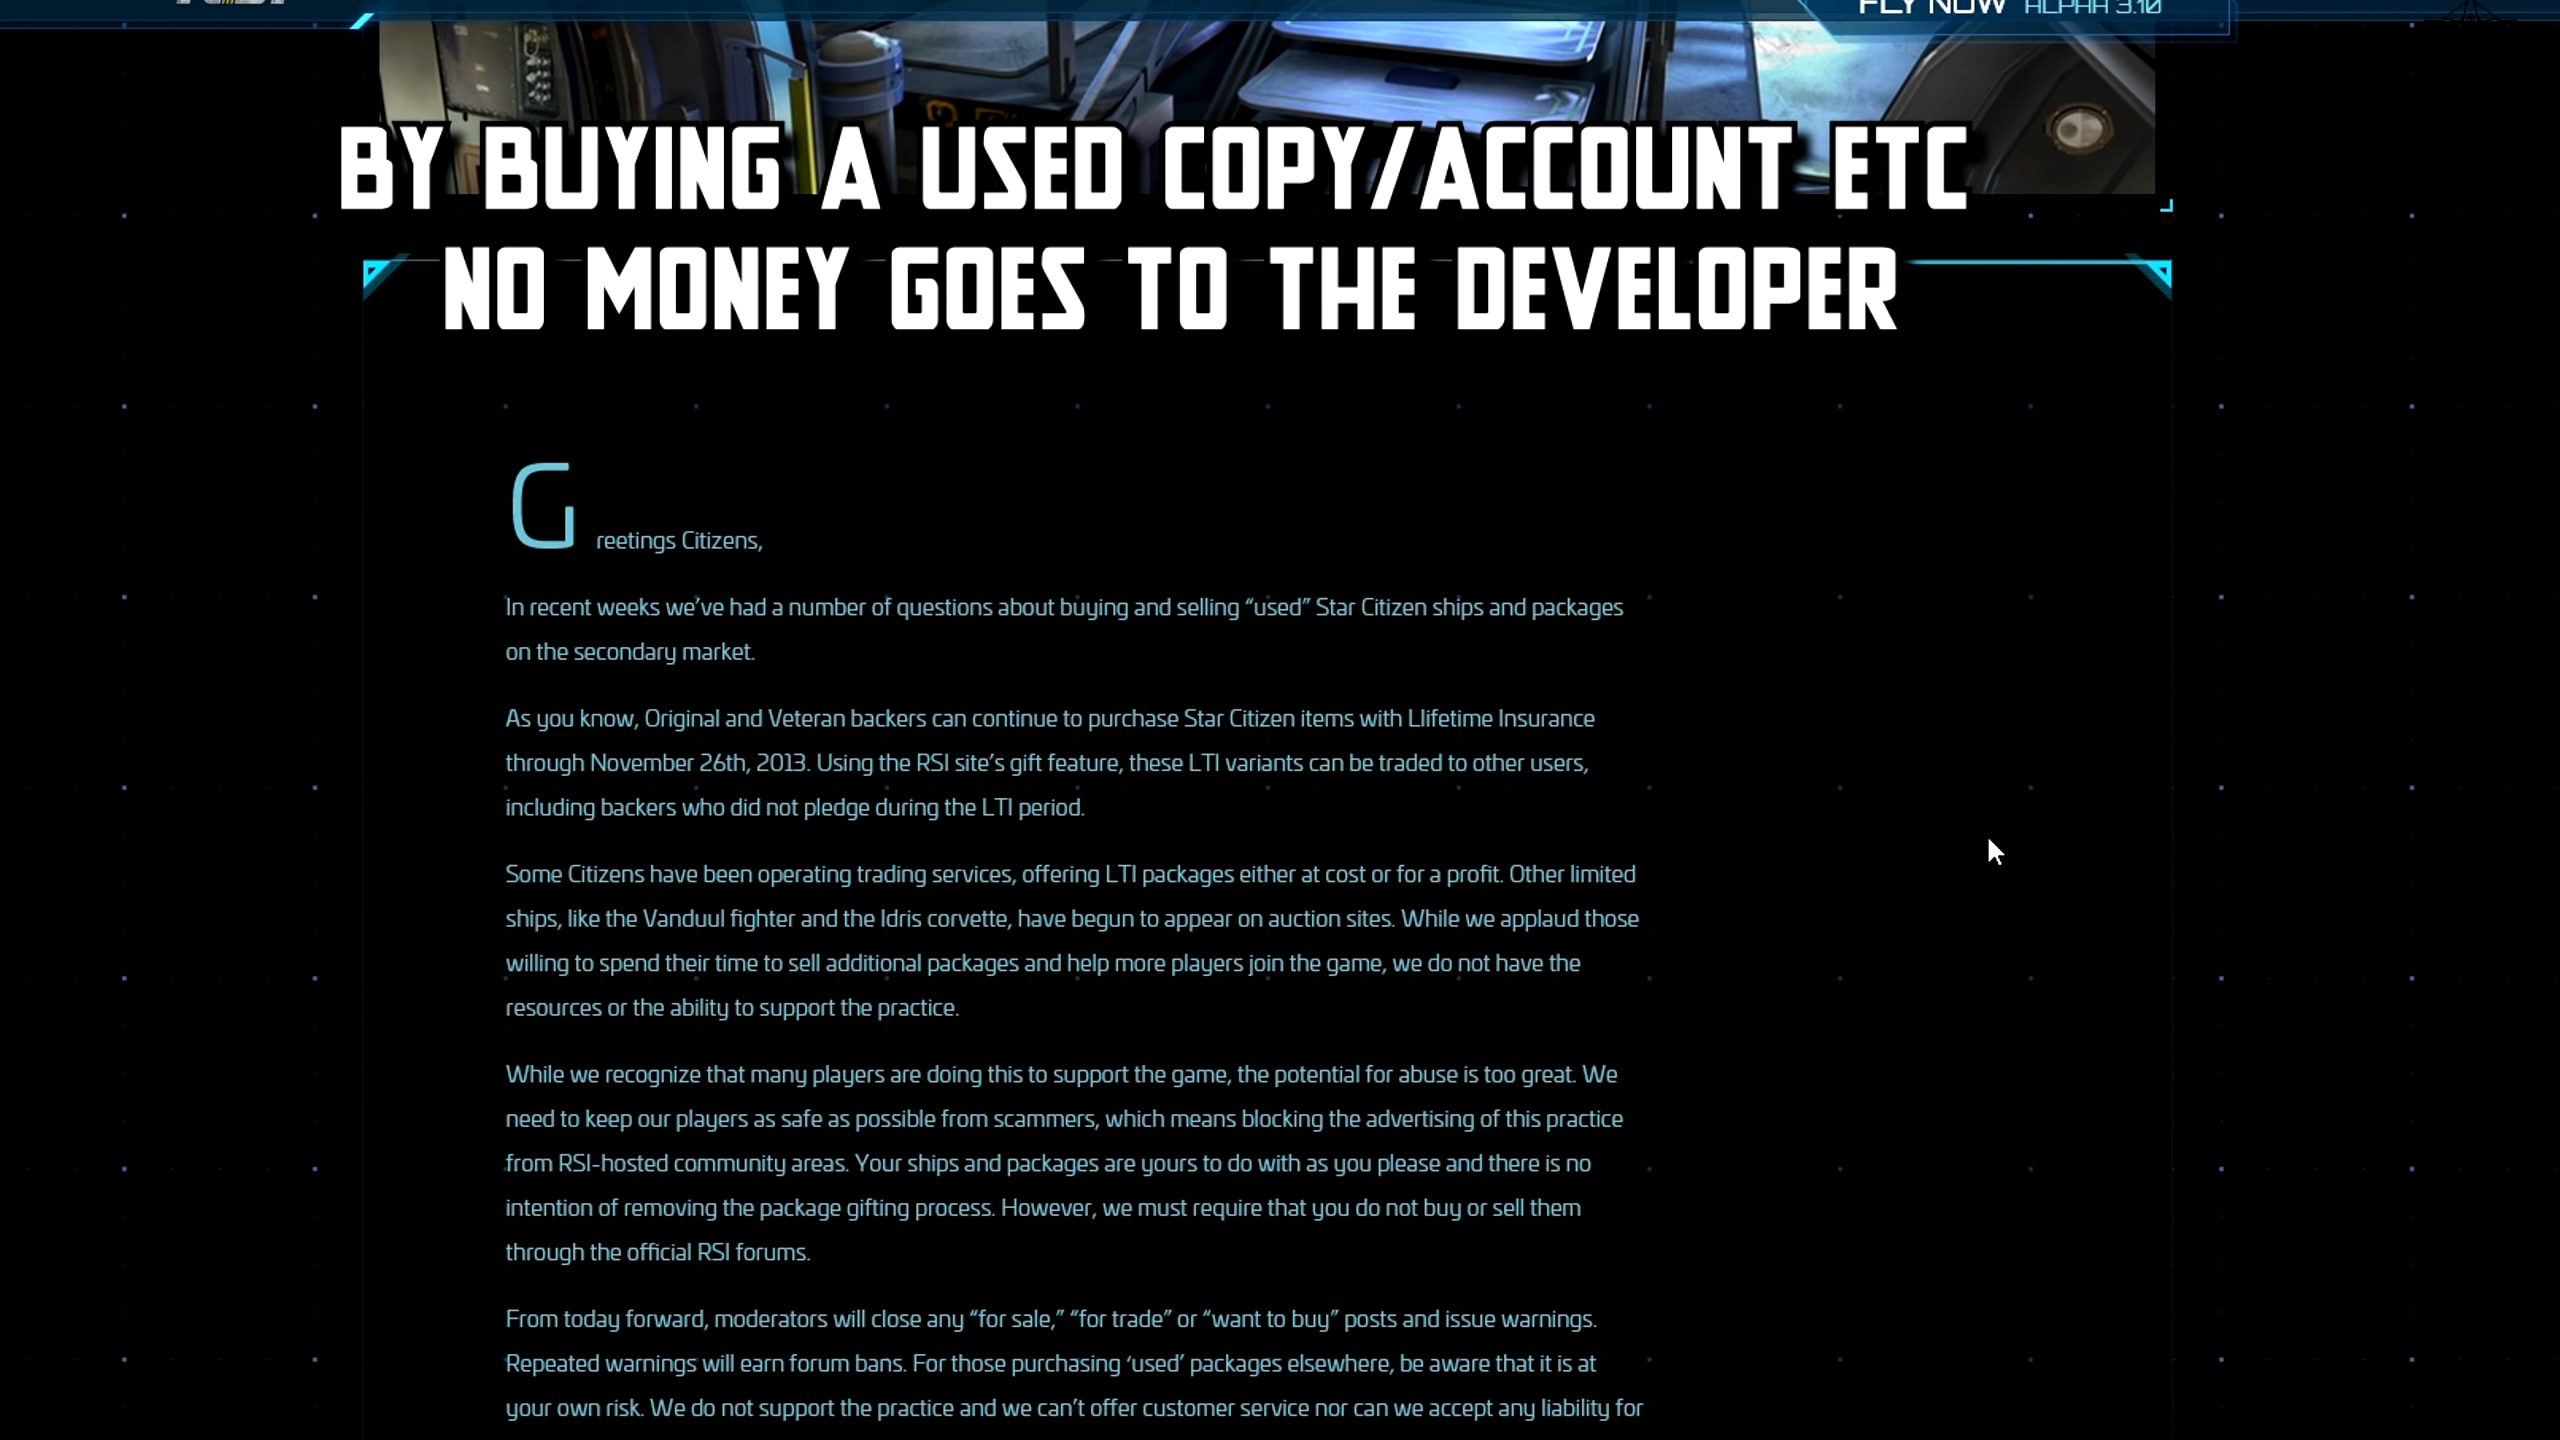 FLY NOW ALPHA 3.10
BY BUYING A USED COPY/ACCOUNT ETC
NO MONEY GOES TO THE DEVELOPER
Greetings Citizens,
In recent weeks we've had a number of questions about buying and selling “used” Star Citizen ships and packages
on the secondary market.
As you know, Original and Veteran backers can continue to purchase Star Citizen items with LIifetime Insurance
through November 26th, 2013. Using the RSI site's gift feature, these LTI variants can be traded to other users,
including backers who did not pledge during the LTI period.
Some Citizens have been operating trading services, offering LTI packages either at cost or for a profit. Other limited
ships, like the Vanduul fighter and the Idris corvette, have begun to appear on auction sites. While we applaud those
willing to spend their time to sell additional packages and help more players join the game, we do not have the
resources or the ability to support the practice.
While we recognize that many players are doing this to support the game, the potential for abuse is too great. We
need to keep our players as safe as possible from scammers, which means blocking the advertising of this practice
from RSI-hosted community areas. Your ships and packages are yours to do with as you please and there is no
intention of removing the package gifting process. However, we must require that you do not buy or sell them
through the official RSI forums.
From today forward, moderators will close any “for sale,” “for trade” or “want to buy” posts and issue warnings.
Repeated warnings will earn forum bans. For those purchasing ‘used’ packages elsewhere, be aware that it is at
your own risk. We do not support the practice and we can't offer customer service nor can we accept any liability for